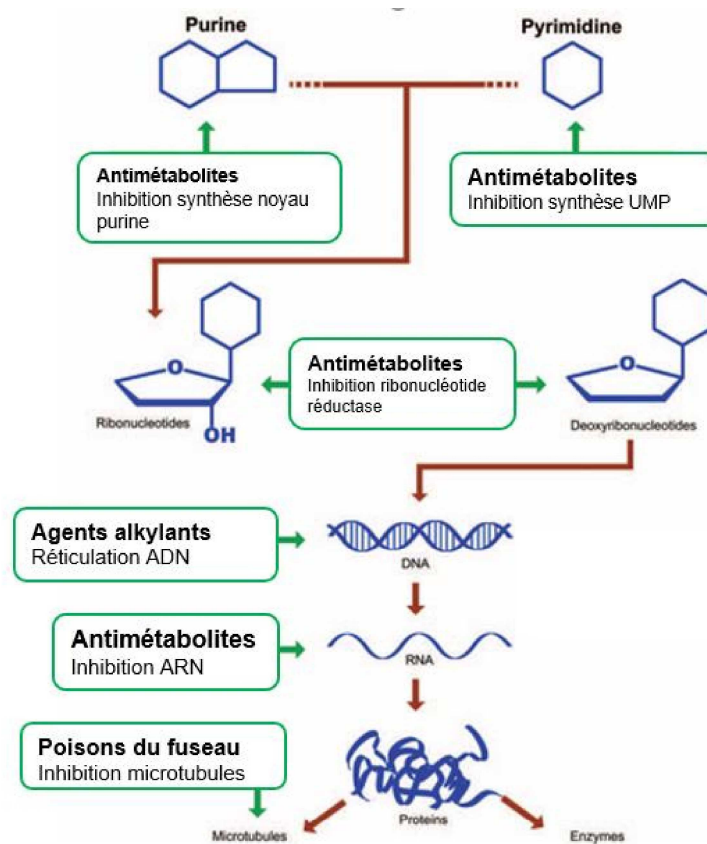 Purine
Pyrimidine
Antimétabolites
Inhibition synthèse noyau
purine
Antimétabolites
Inhibition synthèse UMP
O
OH
Ribonucleotides
Antimétabolites
Inhibition ribonucléotide
réductase
O
Deoxyribonucleotides
Agents alkylants
Réticulation ADN
DNA
Antimétabolites
Inhibition ARN
RNA
Poisons du fuseau
Inhibition microtubules
Proteins
Microtubules
Enzymes